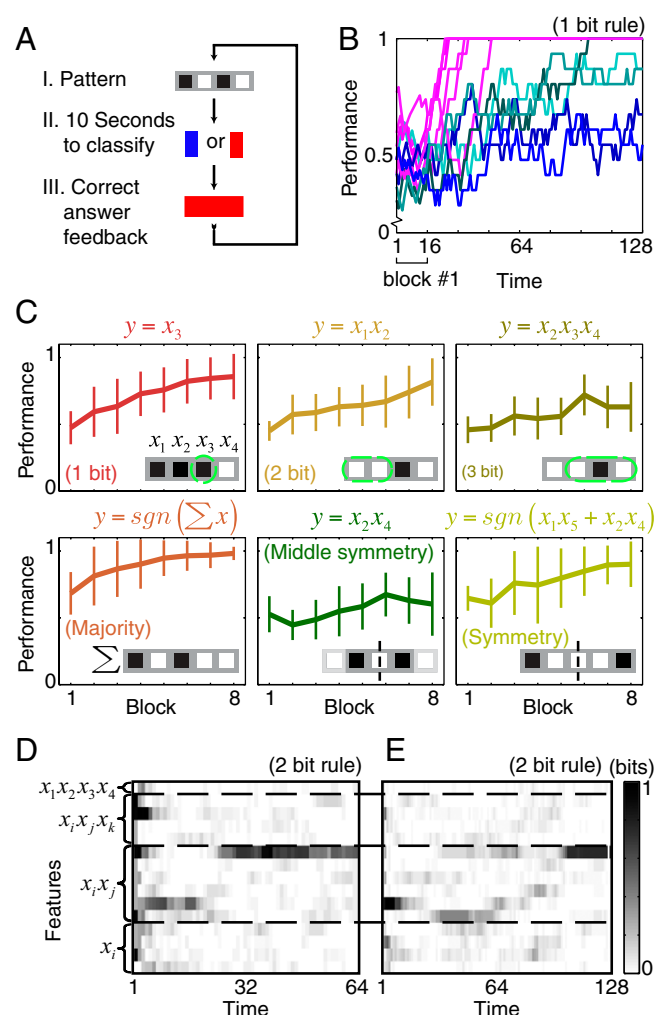 A
I. Pattern
II. 10 Seconds
to classify
or
III. Correct
answer
feedback
B
(1 bit rule)
Performance
1
0.5
0
1 16 64 128
block #1 Time
C
y = x₃
y = x₁x₂
y = x₂x₃x₄
Performance
1
0
x₁ x₂ x₃ x₄
(1 bit)
(2 bit)
(3 bit)
y = sgn (∑ x)
y = x₂x₄
y = sgn (x₁x₅ + x₂x₄)
Performance
1
0
(Majority)
(Middle symmetry)
(Symmetry)
∑
1 8
1 8
1 8
Block
Block
Block
D
(2 bit rule)
Features
x₁x₂x₃x₄
xᵢxⱼxₖ
xᵢxⱼ
xᵢ
1 32 64
Time
E
(2 bit rule)
1 64 128
Time
(bits)
1
0